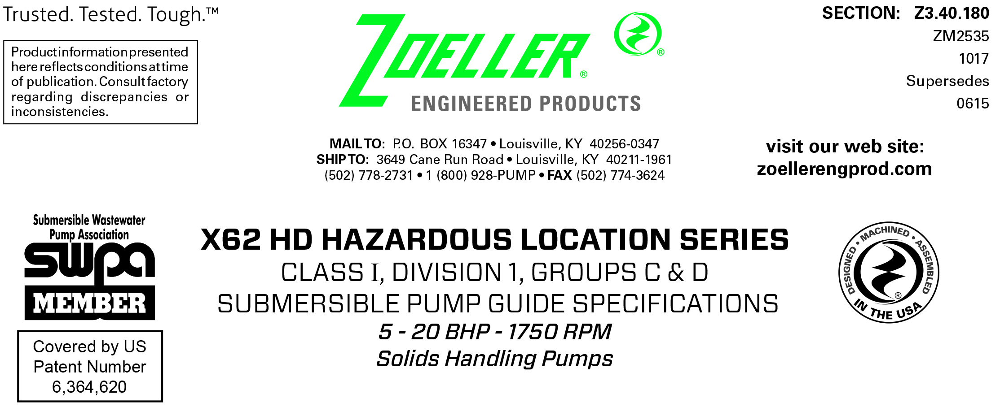 Trusted. Tested. Tough.™
Product information presented
here reflects conditions at time
of publication. Consult factory
regarding discrepancies or
inconsistencies.
ZOELLER®
®
ENGINEERED PRODUCTS
SECTION: Z3.40.180
ZM2535
1017
Supersedes
0615
MAIL TO: P.O. BOX 16347 • Louisville, KY 40256-0347
SHIP TO: 3649 Cane Run Road • Louisville, KY 40211-1961
(502) 778-2731 • 1 (800) 928-PUMP • FAX (502) 774-3624
visit our web site:
zoellerengprod.com
Submersible Wastewater
Pump Association
swpa
MEMBER
Covered by US
Patent Number
6,364,620
X62 HD HAZARDOUS LOCATION SERIES
CLASS I, DIVISION 1, GROUPS C & D
SUBMERSIBLE PUMP GUIDE SPECIFICATIONS
5 - 20 BHP - 1750 RPM
Solids Handling Pumps
DESIGNED • MACHINED • ASSEMBLED
®
IN THE USA